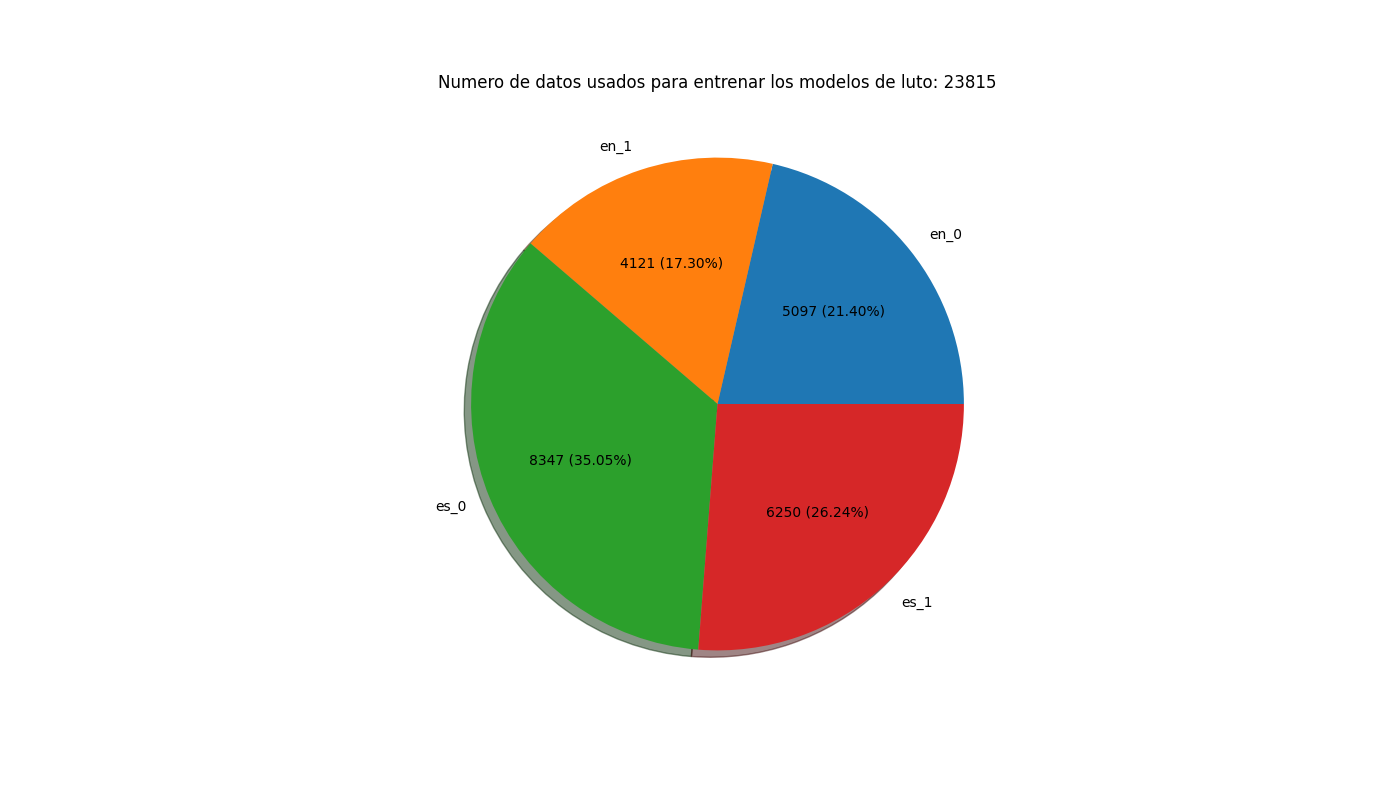 Numero de datos usados para entrenar los modelos de luto: 23815
en_1
en_0
4121 (17.30%)
5097 (21.40%)
8347 (35.05%)
es_0
6250 (26.24%)
es_1